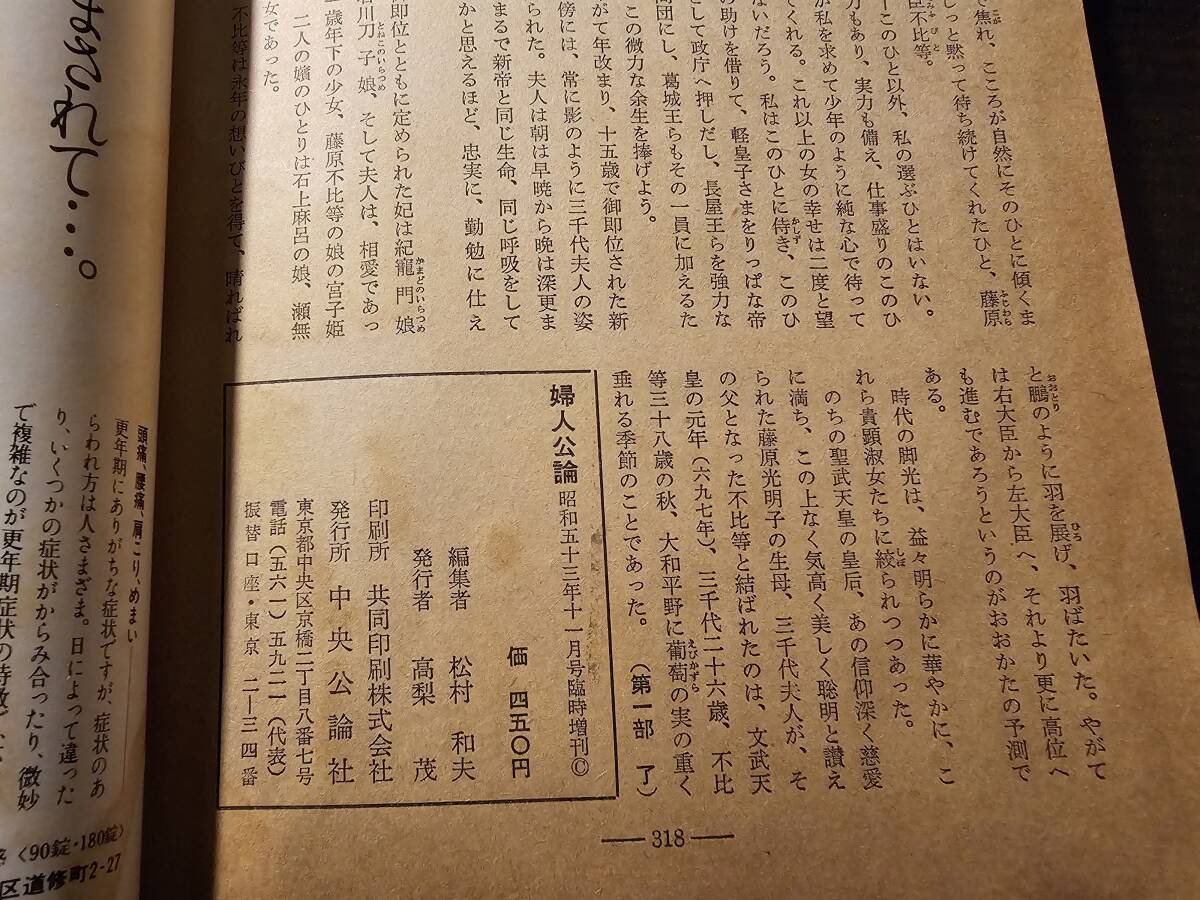 で焦れ、こころが自然にそのひとに傾くま
じっと黙って待ち続けてくれたひと、藤原
臣不比等。
このひと以外、私の選ぶひとはいない。
力もあり、実力も備え、仕事盛りのこのひ
が私を求めて少年のように純な心で待って
てくれる。これ以上の女の幸せは二度と望
ないだろう。私はこのひとに侍き、このひ
の助けを借りて、軽皇子さまをりっぱな帝
として政庁へ押しだし、長屋王らを強力な
団にし、葛城王らもその一員に加えるた
この微力な余生を捧げよう。
がて年改まり、十五歳で御即位された新
傍には、常に影のように三千代夫人の姿
られた。夫人は朝は早暁から晩は深更ま
まるで新帝と同じ生命、同じ呼吸をして
かと思えるほど、忠実に、勤勉に仕え
御即位とともに定められた妃は紀竈門娘
石川刀子娘、そして夫人は、相愛であっ
歳年下の少女、藤原不比等の娘の宮子姫
二人の嬪のひとりは石上麻呂の娘、瀬無
女であった。
不比等は永年の想いびとを得て、晴ればれ
と鵬のように羽を展げ、羽ばたいた。やがて
は右大臣から左大臣へ、それより更に高位へ
も進むであろうというのがおおかたの予測で
ある。
時代の脚光は、益々明らかに華やかに、こ
れら貴顕淑女たちに絞られつつあった。
のちの聖武天皇の皇后、あの信仰深く慈愛
に満ち、この上なく気高く美しく聡明と讃え
られた藤原光明子の生母、三千代夫人が、そ
の父となった不比等と結ばれたのは、文武天
皇の元年（六九七年）、三千代二十六歳、不比
等三十八歳の秋、大和平野に葡萄の実の重く
垂れる季節のことであった。（第一部　了）
婦人公論　昭和五十三年十一月号臨時増刊©
価　四五〇円
編集者　松村　和夫
発行者　高梨　茂
印刷所　共同印刷株式会社
発行所　中央公論社
東京都中央区京橋二丁目八番七号
電話（五六一）五九二一（代表）
振替口座・東京　二―三四番
― 318 ―
されて…。
頭痛、腰痛、肩こり、めまい
更年期にありがちな症状ですが、症状のあ
らわれ方は人さまざま。日によって違った
り、いくつかの症状がからみ合ったり、微妙
で複雑なのが更年期症状の特徴
〈90錠・180錠〉
区道修町2-27